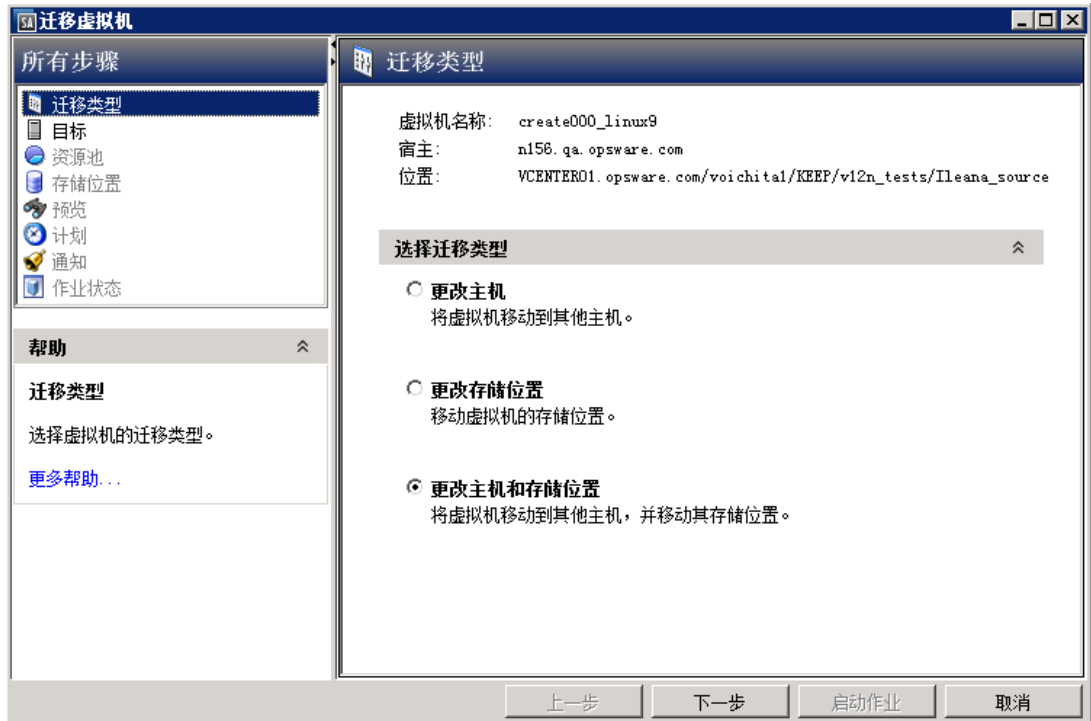 SA 迁移虚拟机
所有步骤
迁移类型
目标
资源池
存储位置
预览
计划
通知
作业状态
帮助
迁移类型
选择虚拟机的迁移类型。
更多帮助...
迁移类型
虚拟机名称: create000_linux9
宿主: n156.qa.opsware.com
位置: VCENTER01.opsware.com/voichita1/KEEP/v12n_tests/Ileana_source
选择迁移类型
更改主机
将虚拟机移动到其他主机。
更改存储位置
移动虚拟机的存储位置。
更改主机和存储位置
将虚拟机移动到其他主机，并移动其存储位置。
上一步 下一步 启动作业 取消